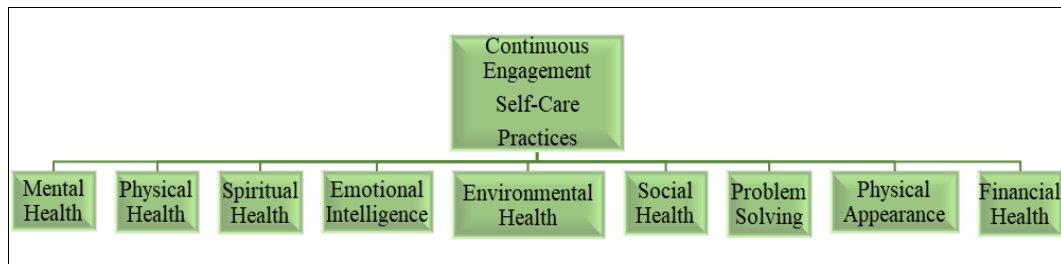 Continuous
Engagement
Self-Care
Practices
Mental
Health
Physical
Health
Spiritual
Health
Emotional
Intelligence
Environmental
Health
Social
Health
Problem
Solving
Physical
Appearance
Financial
Health